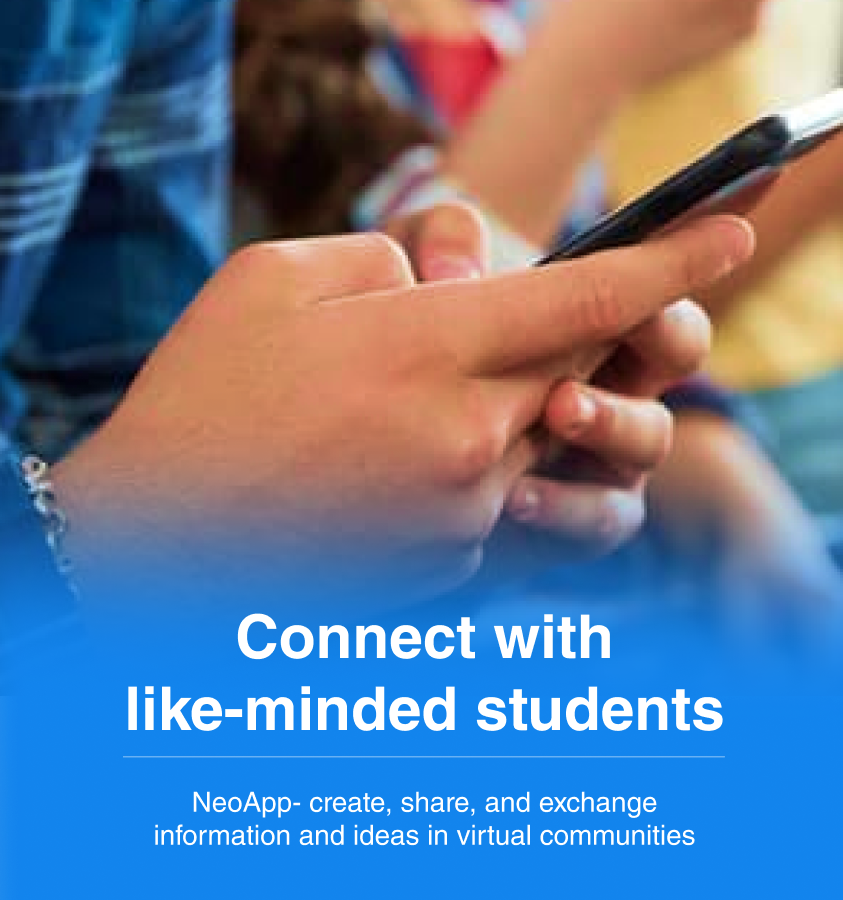 Connect with
like-minded students
NeoApp- create, share, and exchange
information and ideas in virtual communities